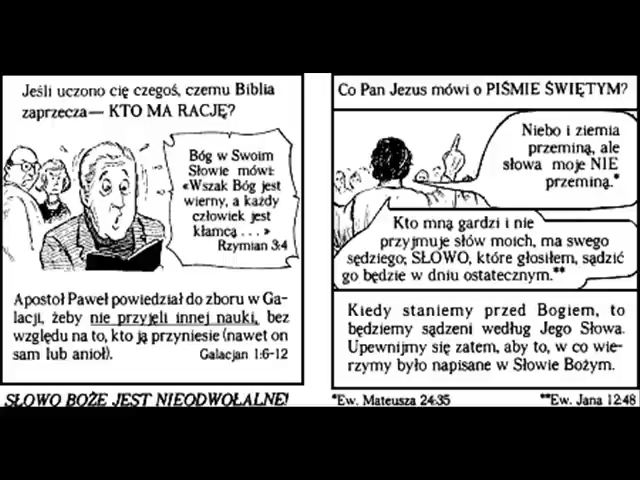 Jeśli uczono cię czegoś, czemu Biblia
zaprzecza— KTO MA RACJĘ?
Bóg w Swoim
Słowie mówi:
«Wszak Bóg jest
wierny, a każdy
człowiek jest
kłamcą . . . »
Rzymian 3:4
Apostoł Paweł powiedział do zboru w Ga-
lacji, żeby nie przyjęli innej nauki, bez
względu na to, kto ją przyniesie (nawet on
sam lub anioł).
Galacjan 1:6-12
SŁOWO BOŻE JEST NIEODWOŁALNE!
Co Pan Jezus mówi o PIŚMIE ŚWIĘTYM?
Niebo i ziemia
przeminą, ale
słowa moje NIE
przeminą.*
Kto mną gardzi i nie
przyjmuje słów moich, ma swego
sędziego; SŁOWO, które głosiłem, sądzić
go będzie w dniu ostatecznym.**
Kiedy staniemy przed Bogiem, to
będziemy sądzeni według Jego Słowa.
Upewnijmy się zatem, aby to, w co wie-
rzymy było napisane w Słowie Bożym.
*Ew. Mateusza 24:35
**Ew. Jana 12:48